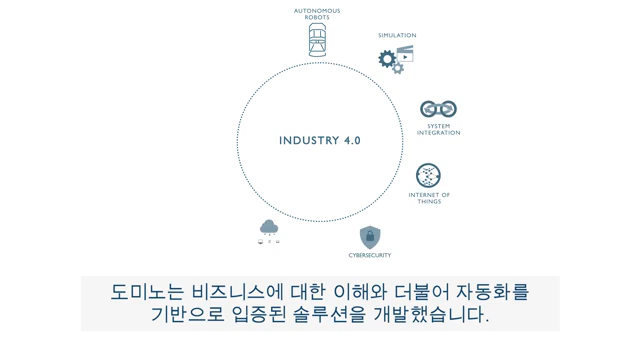 AUTONOMOUS
ROBOTS
SIMULATION
SYSTEM
INTEGRATION
INTERNET OF
THINGS
CYBERSECURITY
INDUSTRY 4.0
도미노는 비즈니스에 대한 이해와 더불어 자동화를
기반으로 입증된 솔루션을 개발했습니다.